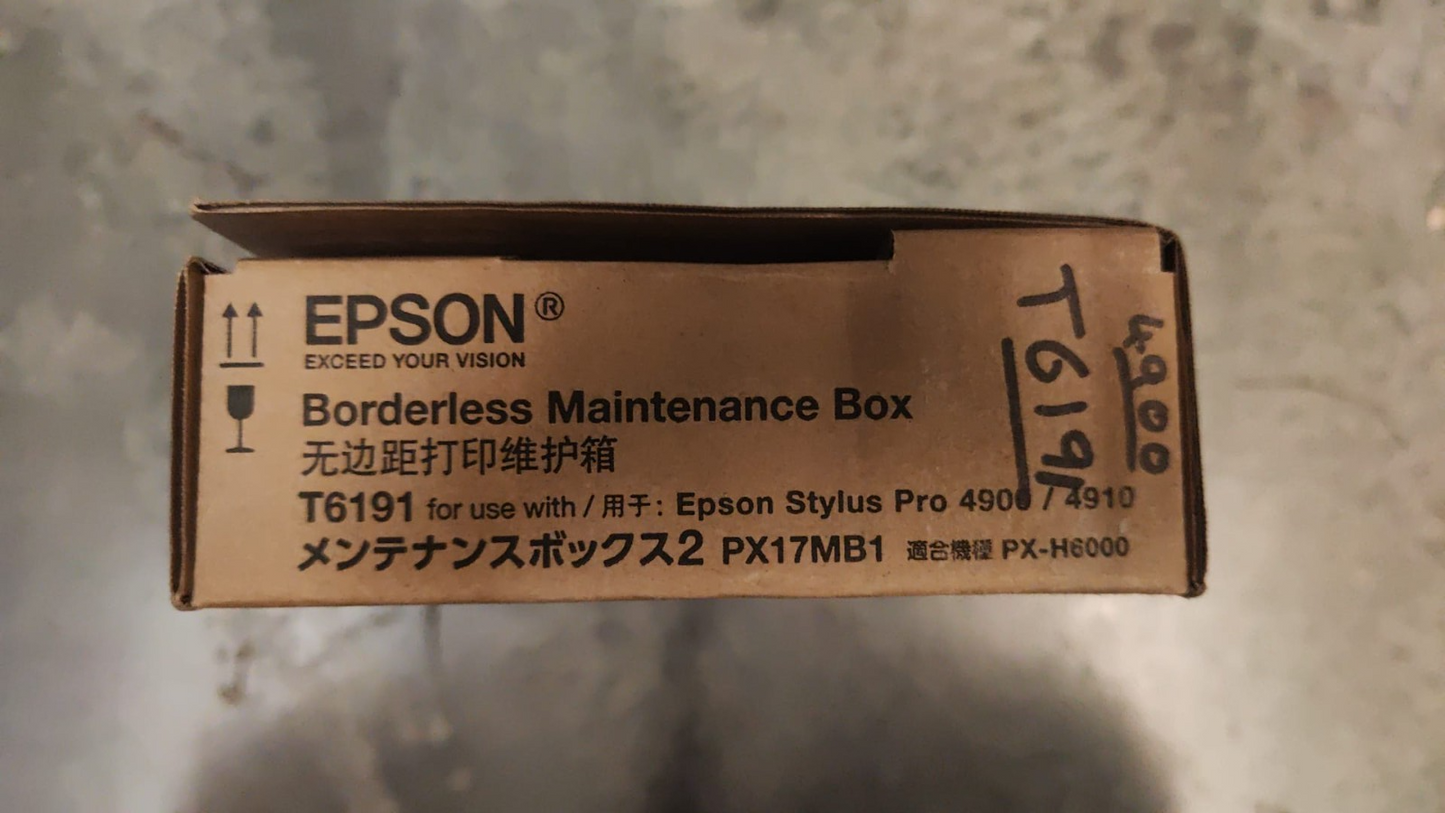 EPSON®
EXCEED YOUR VISION
Borderless Maintenance Box
无边距打印维护箱
T6191 for use with / 用于: Epson Stylus Pro 4900 / 4910
メンテナンスボックス2 PX17MB1 適合機種 PX-H6000
T6191
4900